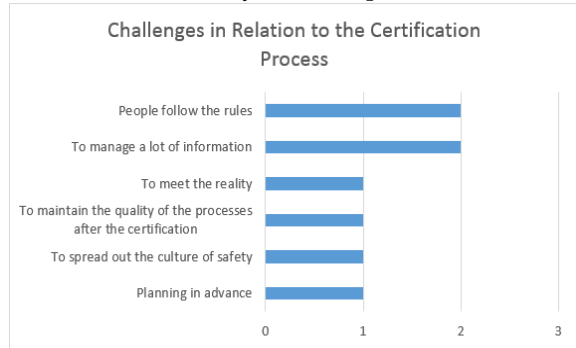 Challenges in Relation to the Certification
Process
People follow the rules
To manage a lot of information
To meet the reality
To maintain the quality of the processes
after the certification
To spread out the culture of safety
Planning in advance
0 1 2 3